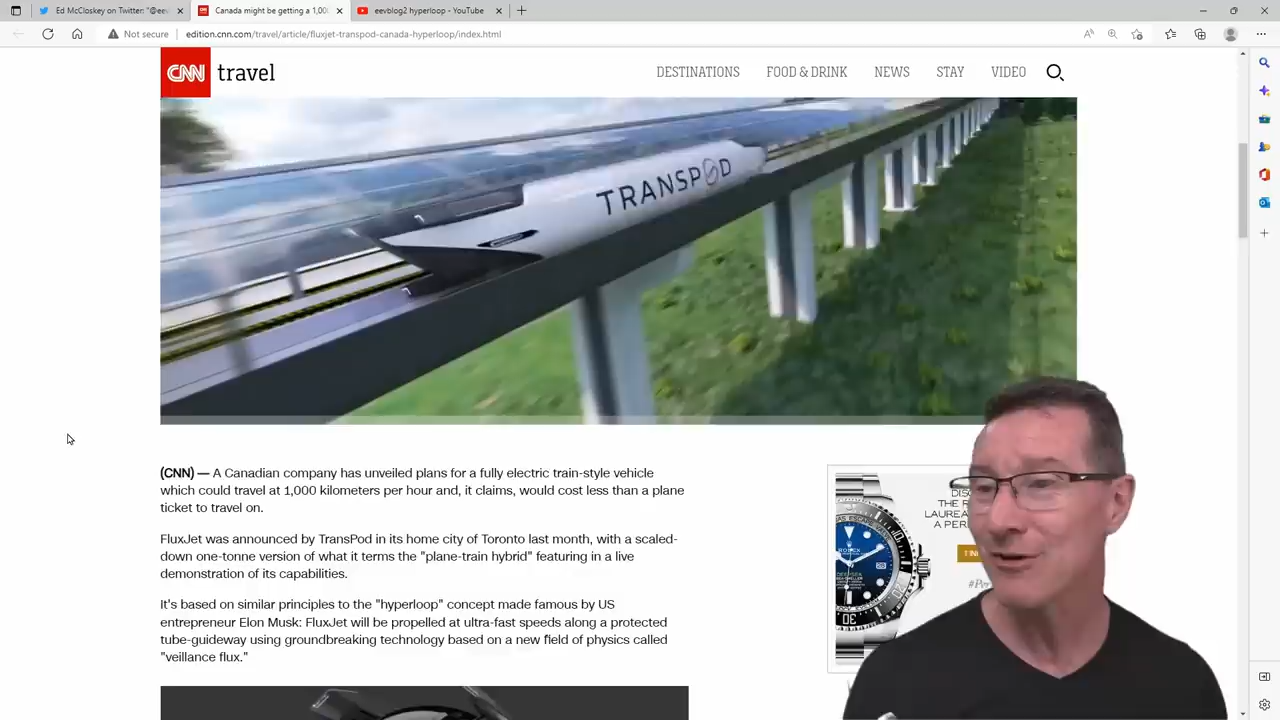 Ed McCloskey on Twitter: "@eev
Canada might be getting a 1,00
eevblog2 hyperloop - YouTube
Not secure
edition.cnn.com/travel/article/fluxjet-transpod-canada-hyperloop/index.html
CNN travel
DESTINATIONS FOOD & DRINK NEWS STAY VIDEO
TRANSPOD
(CNN) — A Canadian company has unveiled plans for a fully electric train-style vehicle
which could travel at 1,000 kilometers per hour and, it claims, would cost less than a plane
ticket to travel on.
FluxJet was announced by TransPod in its home city of Toronto last month, with a scaled-
down one-tonne version of what it terms the "plane-train hybrid" featuring in a live
demonstration of its capabilities.
It's based on similar principles to the "hyperloop" concept made famous by US
entrepreneur Elon Musk: FluxJet will be propelled at ultra-fast speeds along a protected
tube-guideway using groundbreaking technology based on a new field of physics called
"veillance flux."
DIS
THE R
LAUREA
A PER
ROLEX